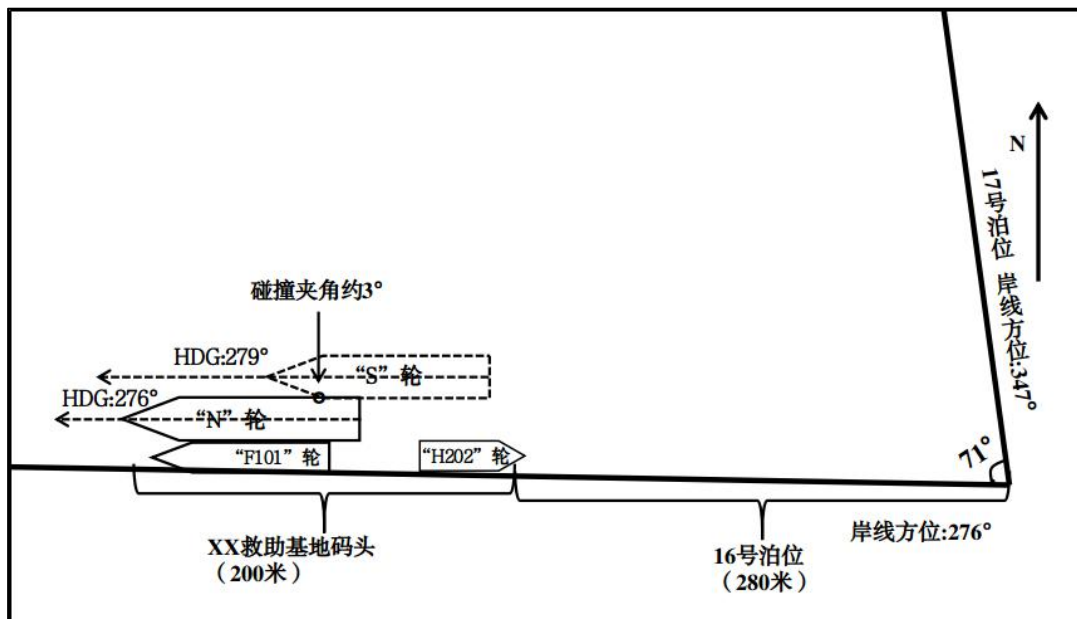 N
17号泊位 岸线方位:347°
碰撞夹角约3°
HDG:279°
“S”轮
HDG:276°
“N”轮
“F101”轮
“H202”轮
71°
XX救助基地码头
（200米）
16号泊位
（280米）
岸线方位:276°